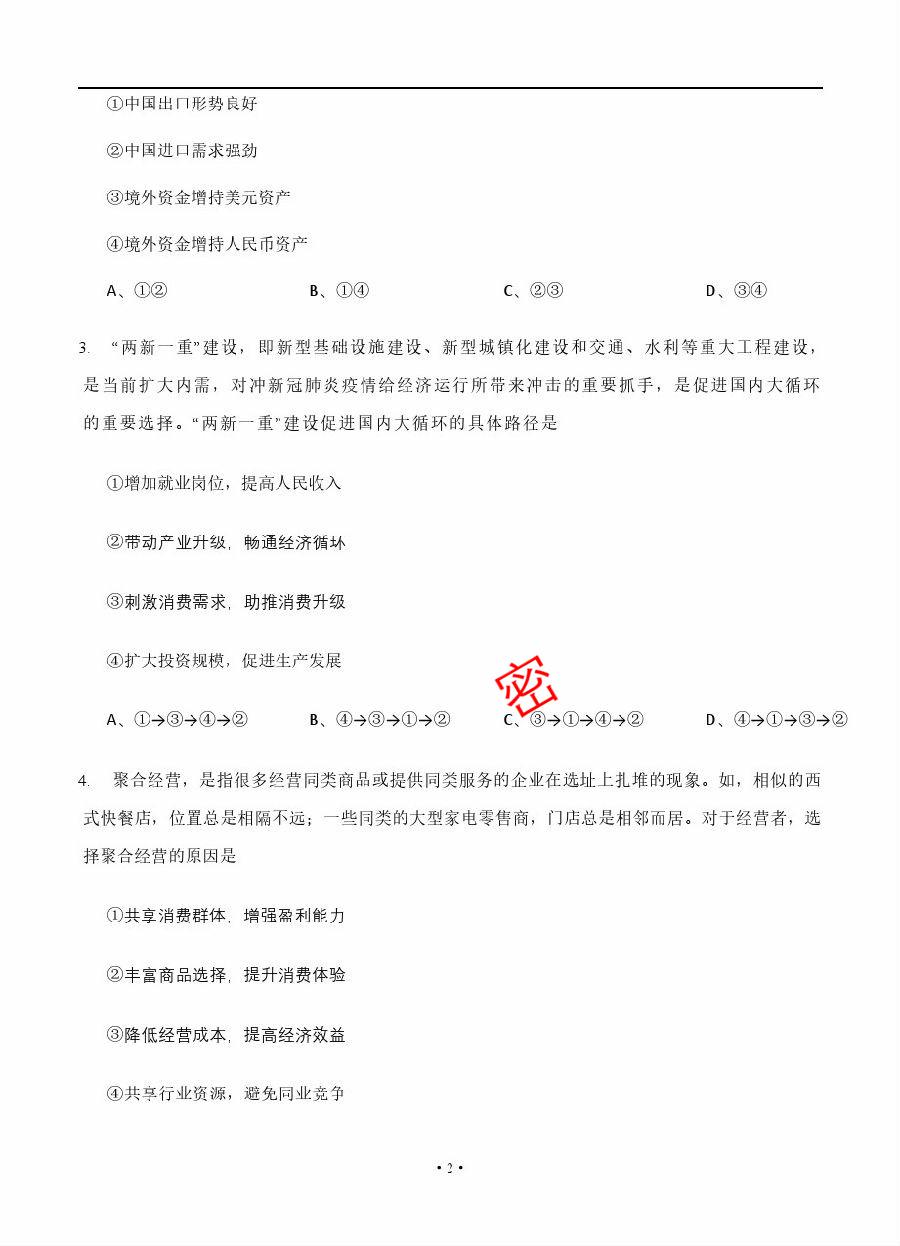 ①中国出口形势良好
②中国进口需求强劲
③境外资金增持美元资产
④境外资金增持人民币资产
A、①② B、①④ C、②③ D、③④
3. “两新一重”建设，即新型基础设施建设、新型城镇化建设和交通、水利等重大工程建设，
是当前扩大内需，对冲新冠肺炎疫情给经济运行所带来冲击的重要抓手，是促进国内大循环
的重要选择。“两新一重”建设促进国内大循环的具体路径是
①增加就业岗位，提高人民收入
②带动产业升级，畅通经济循环
③刺激消费需求，助推消费升级
④扩大投资规模，促进生产发展
密
A、①→③→④→② B、④→③→①→② C、③→①→④→② D、④→①→③→②
4. 聚合经营，是指很多经营同类商品或提供同类服务的企业在选址上扎堆的现象。如，相似的西
式快餐店，位置总是相隔不远；一些同类的大型家电零售商，门店总是相邻而居。对于经营者，选
择聚合经营的原因是
①共享消费群体，增强盈利能力
②丰富商品选择，提升消费体验
③降低经营成本，提高经济效益
④共享行业资源，避免同业竞争
• 2 •